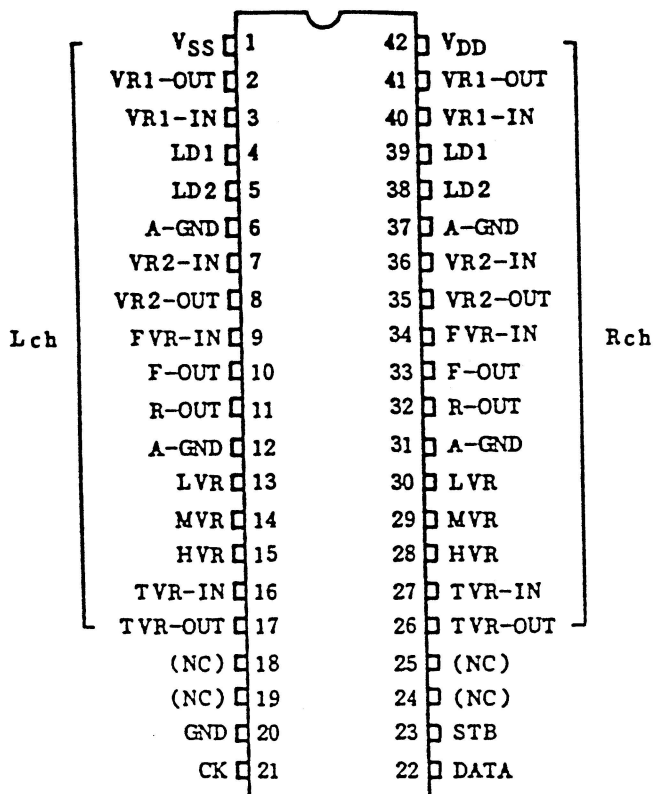 VSS 1 42 VDD
VR1-OUT 2 41 VR1-OUT
VR1-IN 3 40 VR1-IN
LD1 4 39 LD1
LD2 5 38 LD2
A-GND 6 37 A-GND
VR2-IN 7 36 VR2-IN
VR2-OUT 8 35 VR2-OUT
Lch FVR-IN 9 34 FVR-IN Rch
F-OUT 10 33 F-OUT
R-OUT 11 32 R-OUT
A-GND 12 31 A-GND
LVR 13 30 LVR
MVR 14 29 MVR
HVR 15 28 HVR
TVR-IN 16 27 TVR-IN
TVR-OUT 17 26 TVR-OUT
(NC) 18 25 (NC)
(NC) 19 24 (NC)
GND 20 23 STB
CK 21 22 DATA